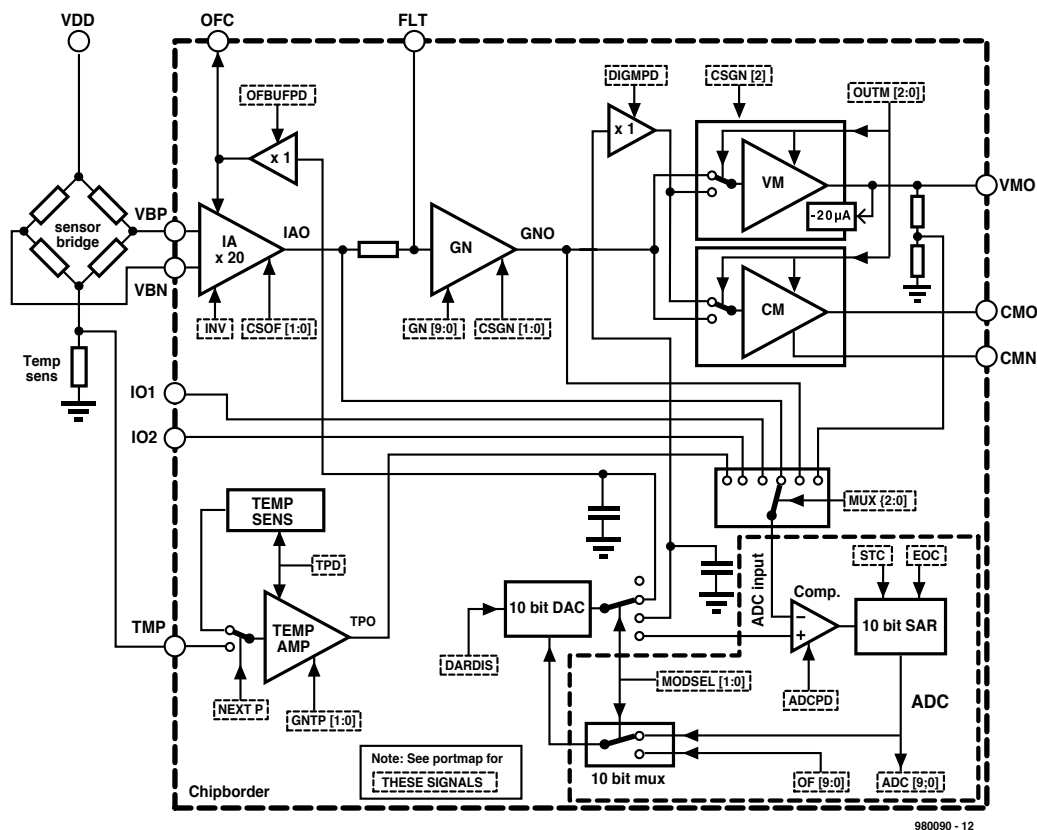 VDD
OFC
FLT
OFBUFPD
DIGMPD
CSGN [2]
OUTM [2:0]
x 1
x 1
sensor
bridge
VBP
VBN
IA
x 20
IAO
GN
GNO
VM
-20µA
VMO
INV
CSOF [1:0]
GN [9:0]
CSGN [1:0]
CM
CMO
CMN
Temp
sens
IO1
IO2
MUX {2:0]
TEMP
SENS
TPD
TMP
TEMP
AMP
TPO
NEXT P
GNTP [1:0]
10 bit DAC
DARDIS
MODSEL [1:0]
ADC input
Comp.
−
+
STC
EOC
10 bit SAR
ADCPD
ADC
10 bit mux
OF [9:0]
ADC [9;0]
Note: See portmap for
THESE SIGNALS
Chipborder
980090 - 12